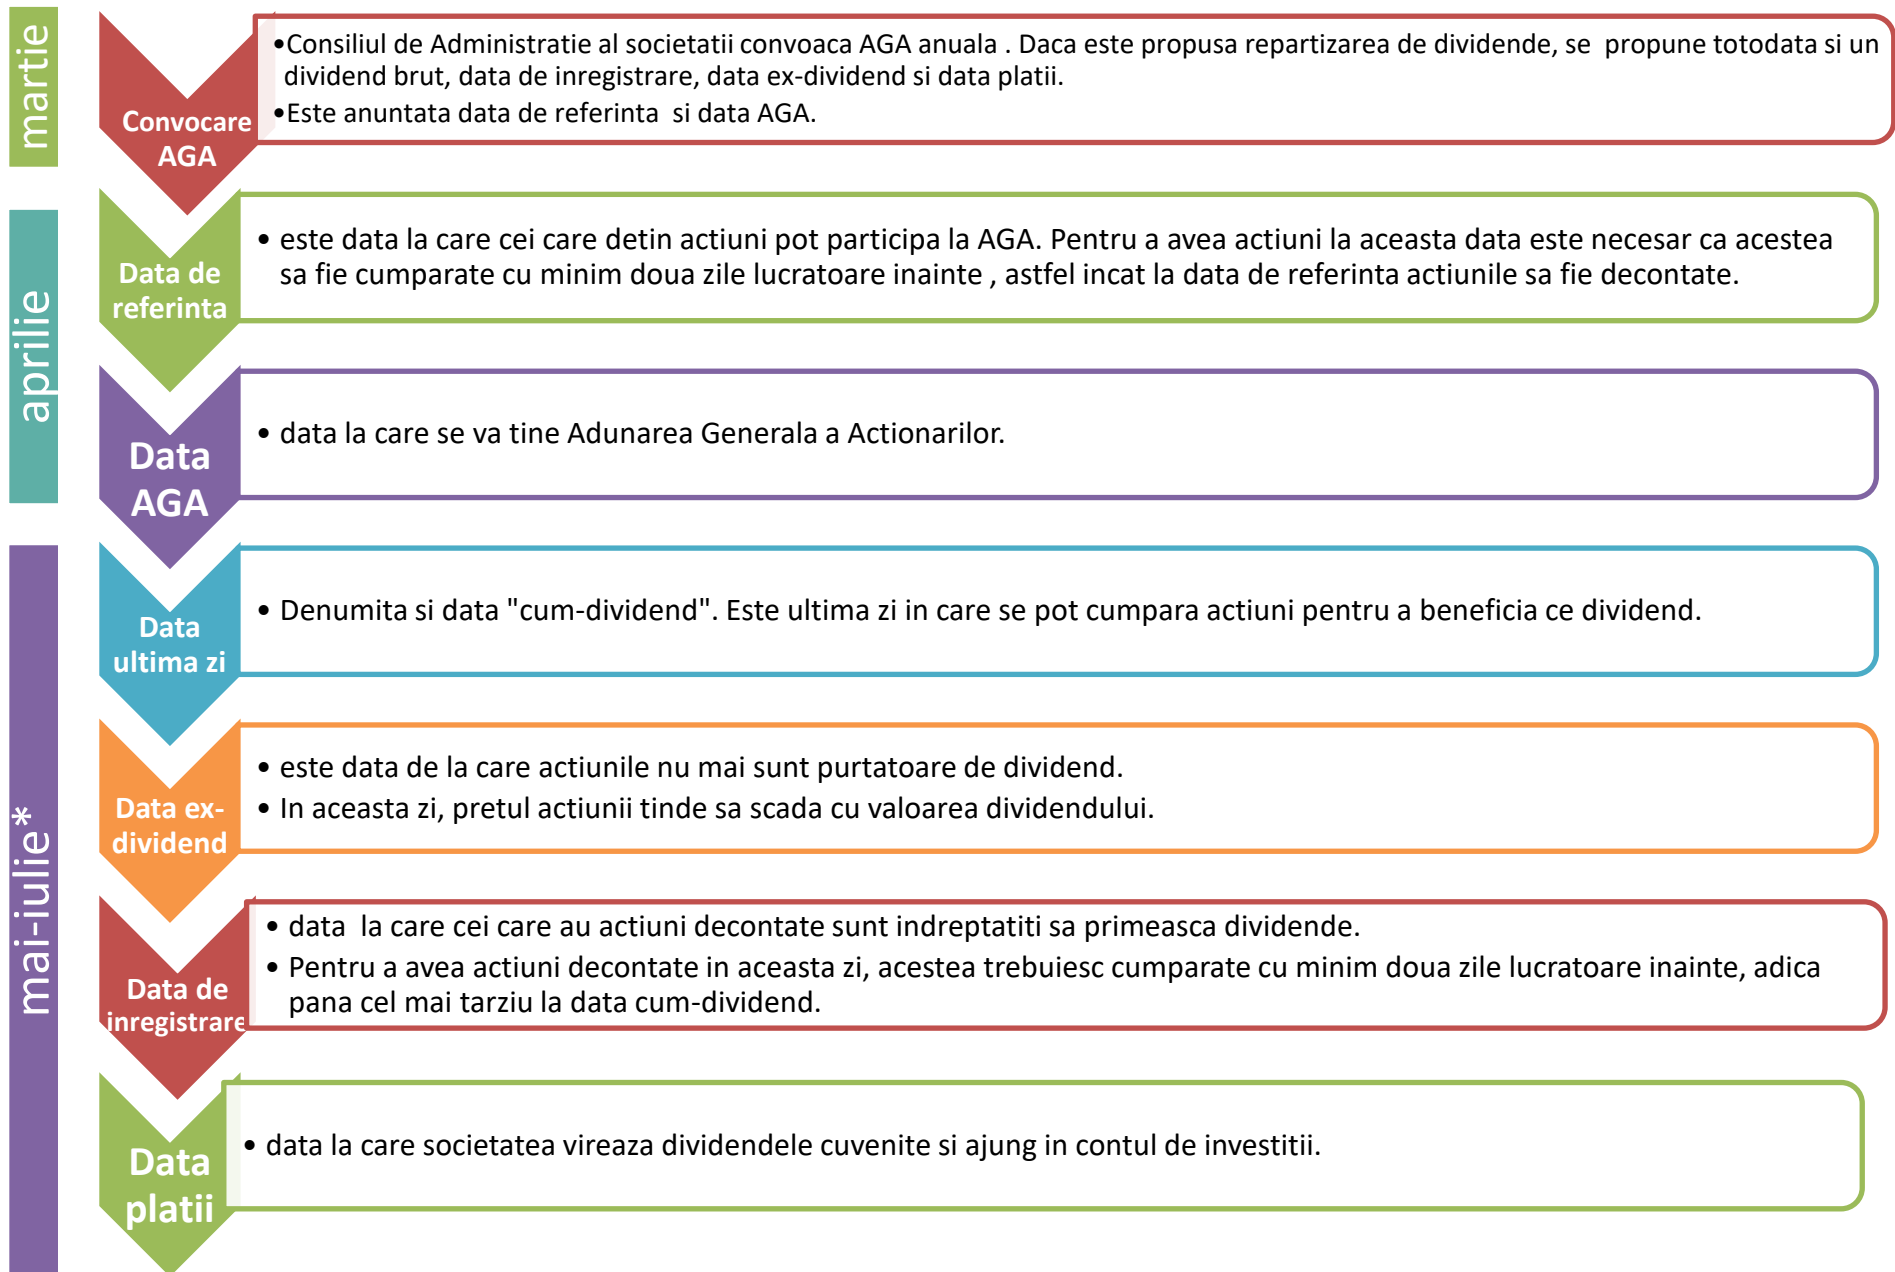 martie
Convocare
AGA
•Consiliul de Administratie al societatii convoaca AGA anuala . Daca este propusa repartizarea de dividende, se propune totodata si un
dividend brut, data de inregistrare, data ex-dividend si data platii.
•Este anuntata data de referinta si data AGA.
aprilie
Data de
referinta
• este data la care cei care detin actiuni pot participa la AGA. Pentru a avea actiuni la aceasta data este necesar ca acestea
sa fie cumparate cu minim doua zile lucratoare inainte , astfel incat la data de referinta actiunile sa fie decontate.
Data
AGA
• data la care se va tine Adunarea Generala a Actionarilor.
mai-iulie*
Data
ultima zi
• Denumita si data "cum-dividend". Este ultima zi in care se pot cumpara actiuni pentru a beneficia ce dividend.
Data ex-
dividend
• este data de la care actiunile nu mai sunt purtatoare de dividend.
• In aceasta zi, pretul actiunii tinde sa scada cu valoarea dividendului.
Data de
inregistrare
• data la care cei care au actiuni decontate sunt indreptatiti sa primeasca dividende.
• Pentru a avea actiuni decontate in aceasta zi, acestea trebuiesc cumparate cu minim doua zile lucratoare inainte, adica
pana cel mai tarziu la data cum-dividend.
Data
platii
• data la care societatea vireaza dividendele cuvenite si ajung in contul de investitii.